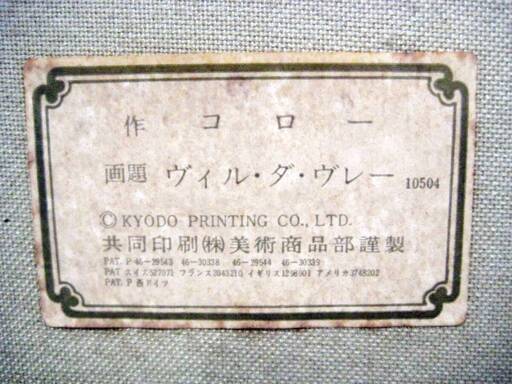 作 コロー
画題 ヴィル・ダ・ヴレー 10504
© KYODO PRINTING CO., LTD.
共同印刷(株)美術商品部謹製
PAT. P 46-29543 46-30338 46-29544 46-30339
PAT スイス527071 フランス2043210 イギリス1298901 アメリカ3748202
PAT. P 西ドイツ